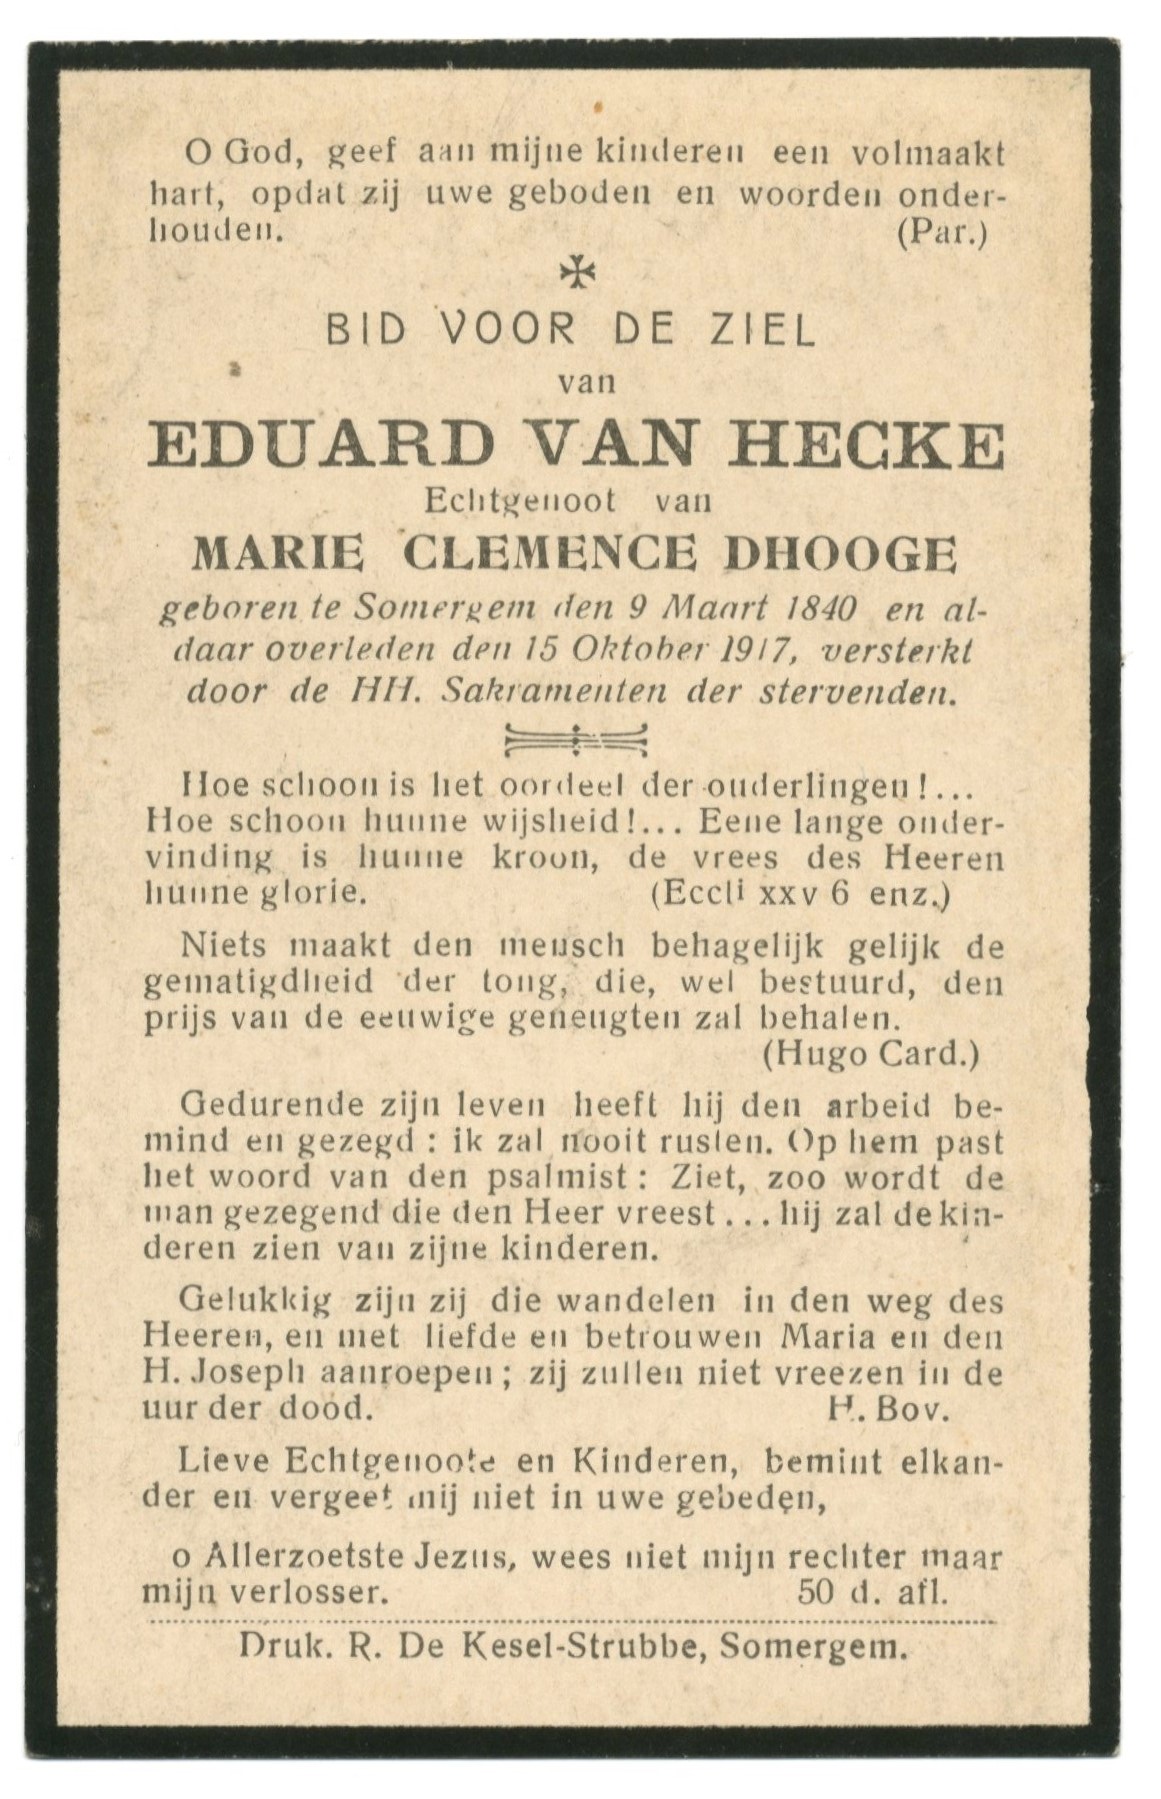 O God, geef aan mijne kinderen een volmaakt
hart, opdat zij uwe geboden en woorden onder-
houden. (Par.)
BID VOOR DE ZIEL
van
EDUARD VAN HECKE
Echtgenoot van
MARIE CLEMENCE DHOOGE
geboren te Somergem den 9 Maart 1840 en al-
daar overleden den 15 Oktober 1917, versterkt
door de HH. Sakramenten der stervenden.
Hoe schoon is het oordeel der ouderlingen!...
Hoe schoon hunne wijsheid!... Eene lange onder-
vinding is hunne kroon, de vrees des Heeren
hunne glorie. (Eccli XXV 6 enz.)
Niets maakt den mensch behagelijk gelijk de
gematigdheid der tong, die, wel bestuurd, den
prijs van de eeuwige geneugten zal behalen.
(Hugo Card.)
Gedurende zijn leven heeft hij den arbeid be-
mind en gezegd : ik zal nooit rusten. Op hem past
het woord van den psalmist : Ziet, zoo wordt de
man gezegend die den Heer vreest... hij zal de kin-
deren zien van zijne kinderen.
Gelukkig zijn zij die wandelen in den weg des
Heeren, en met liefde en betrouwen Maria en den
H. Joseph aanroepen ; zij zullen niet vreezen in de
uur der dood. H. Bov.
Lieve Echtgenoote en Kinderen, bemint elkan-
der en vergeet mij niet in uwe gebeden,
o Allerzoetste Jezus, wees niet mijn rechter maar
mijn verlosser. 50 d. afl.
Druk. R. De Kesel-Strubbe, Somergem.